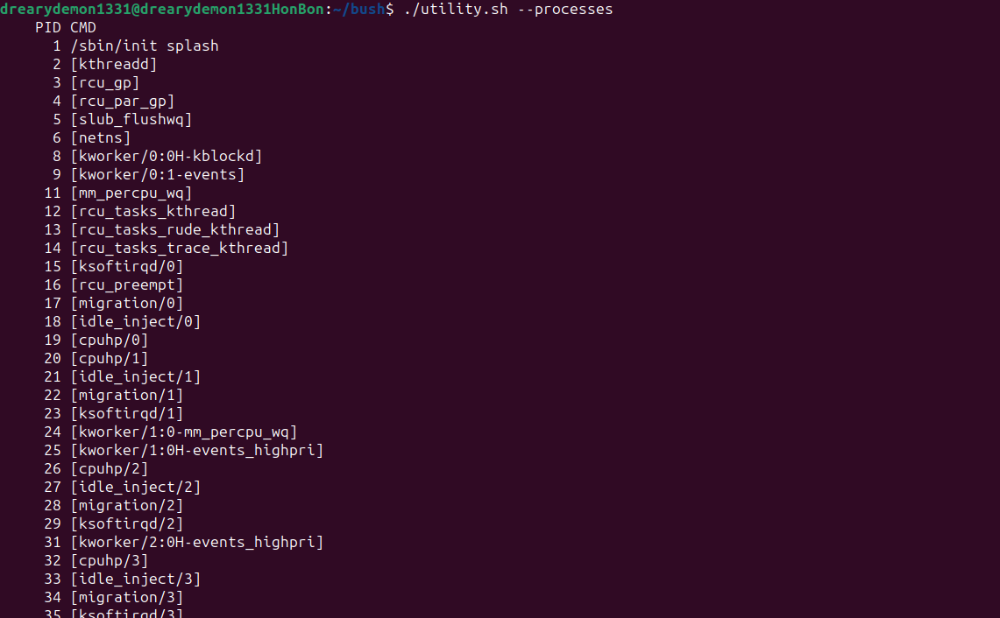 drearydemon1331@drearydemon1331HonBon:~/bush$ ./utility.sh --processes
PID CMD
1 /sbin/init splash
2 [kthreadd]
3 [rcu_gp]
4 [rcu_par_gp]
5 [slub_flushwq]
6 [netns]
8 [kworker/0:0H-kblockd]
9 [kworker/0:1-events]
11 [mm_percpu_wq]
12 [rcu_tasks_kthread]
13 [rcu_tasks_rude_kthread]
14 [rcu_tasks_trace_kthread]
15 [ksoftirqd/0]
16 [rcu_preempt]
17 [migration/0]
18 [idle_inject/0]
19 [cpuhp/0]
20 [cpuhp/1]
21 [idle_inject/1]
22 [migration/1]
23 [ksoftirqd/1]
24 [kworker/1:0-mm_percpu_wq]
25 [kworker/1:0H-events_highpri]
26 [cpuhp/2]
27 [idle_inject/2]
28 [migration/2]
29 [ksoftirqd/2]
31 [kworker/2:0H-events_highpri]
32 [cpuhp/3]
33 [idle_inject/3]
34 [migration/3]
35 [ksoftirqd/3]